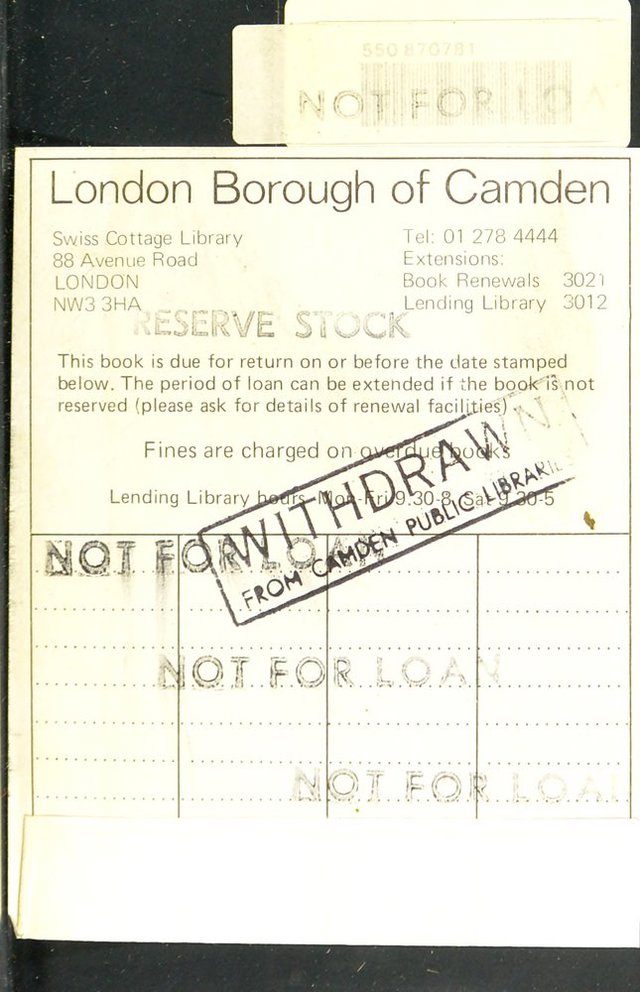 550 870781
NOT FOR LOA
London Borough of Camden
Swiss Cottage Library
88 Avenue Road
LONDON
NW3 3HA
Tel: 01 278 4444
Extensions:
Book Renewals 3021
Lending Library 3012
RESERVE STOCK
This book is due for return on or before the date stamped
below. The period of loan can be extended if the book is not
reserved (please ask for details of renewal facilities).
Fines are charged on overdue books
Lending Library hours Mon-Fri 9.30-8, Sat 9.30-5
WITHDRAWN
FROM CAMDEN PUBLIC LIBRARI
NOT FOR LOAN
NOT FOR LOAN
NOT FOR LOA